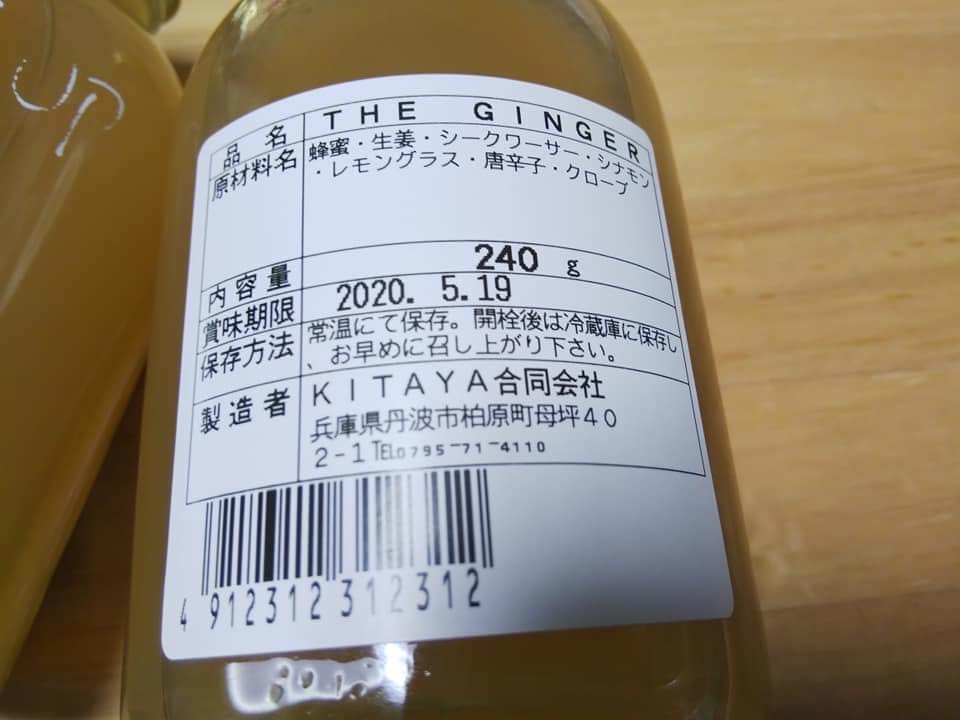 UP
品名 THE GINGER
原材料名 蜂蜜・生姜・シークワーサー・シナモン
・レモングラス・唐辛子・クローブ
内容量 240 g
賞味期限 2020. 5.19
保存方法 常温にて保存。開栓後は冷蔵庫に保存し
、お早めに召し上がり下さい。
製造者 KITAYA合同会社
兵庫県丹波市柏原町母坪40
2-1 TEL0795-71-4110
4 912312 312312